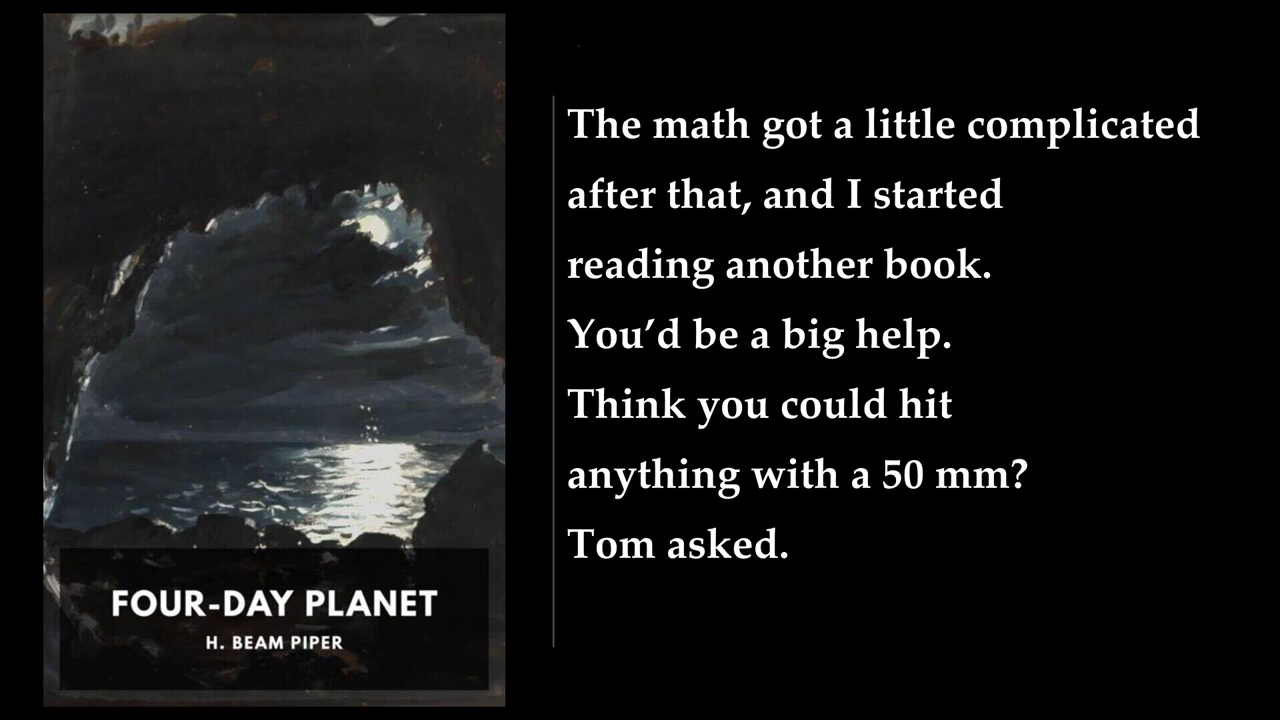 FOUR-DAY PLANET
H. BEAM PIPER
The math got a little complicated
after that, and I started
reading another book.
You’d be a big help.
Think you could hit
anything with a 50 mm?
Tom asked.